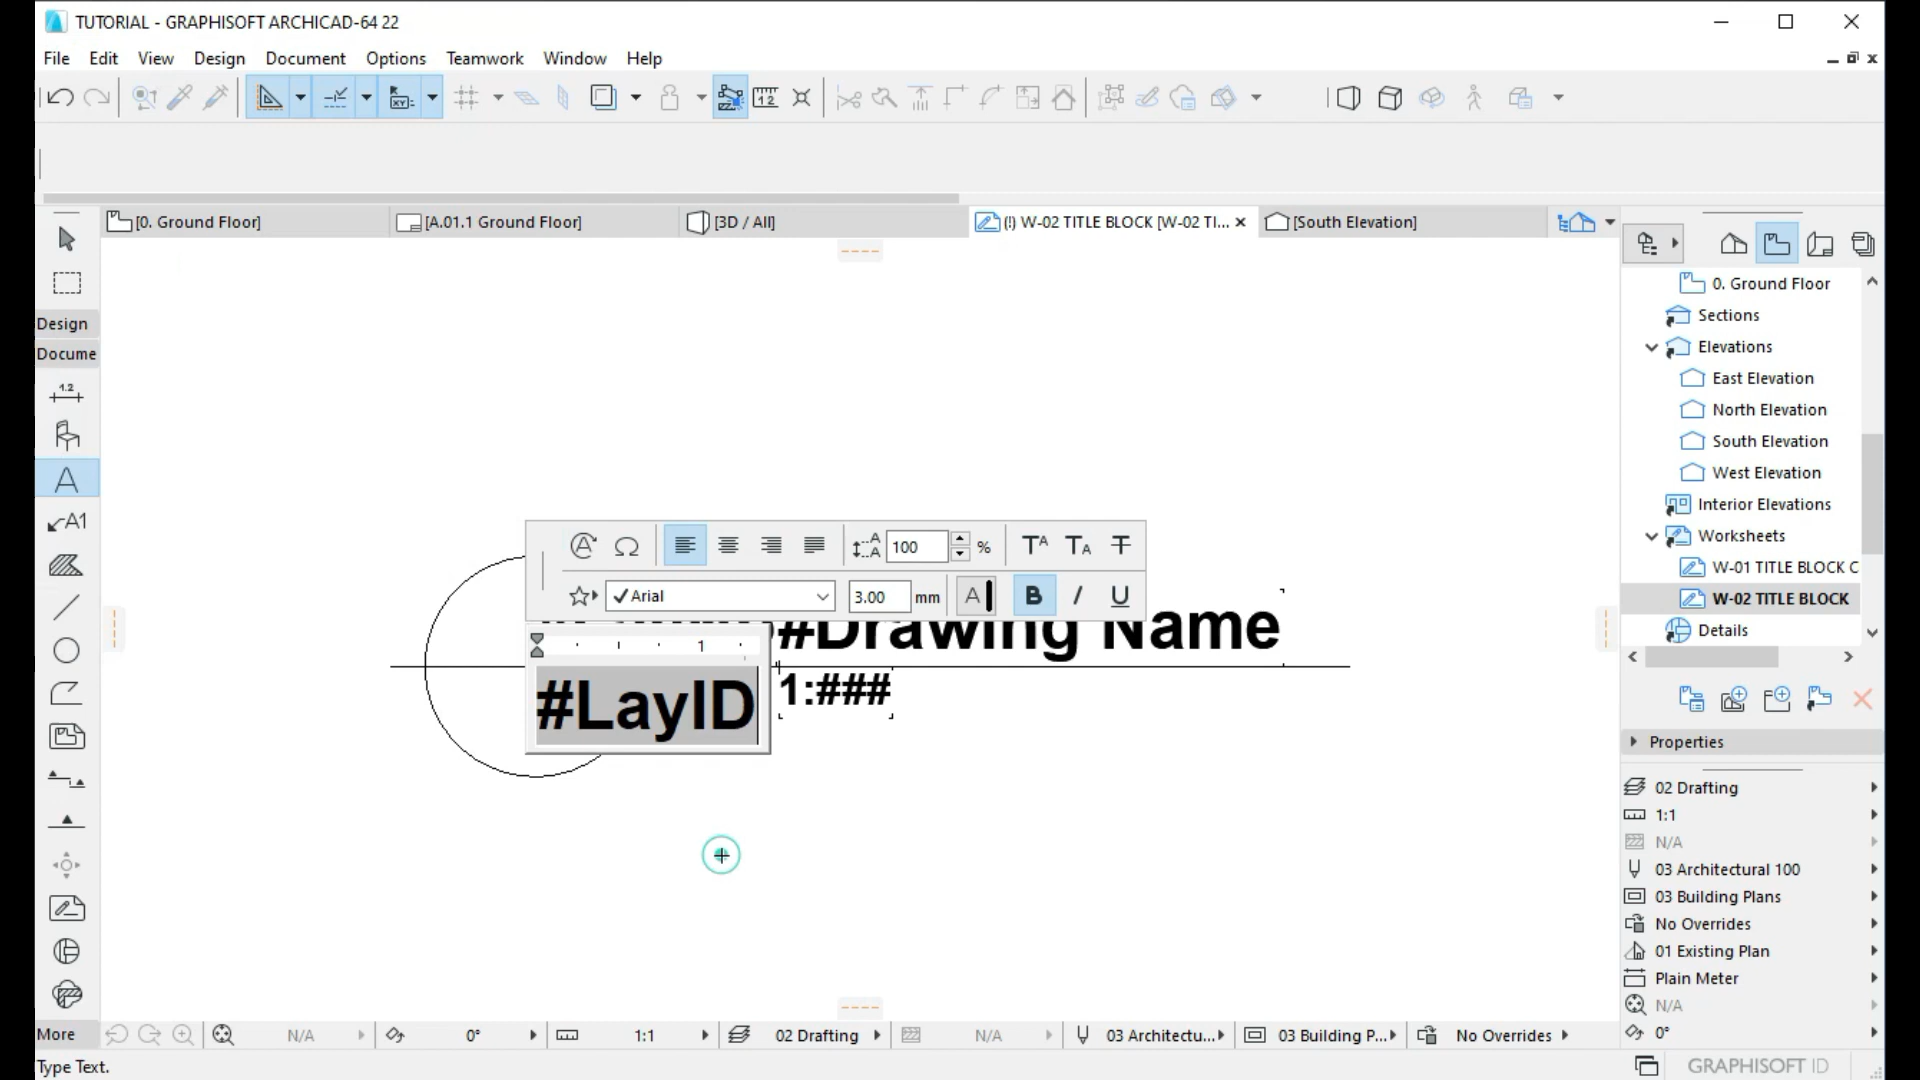 TUTORIAL - GRAPHISOFT ARCHICAD-64 22
File Edit View Design Document Options Teamwork Window Help
[0. Ground Floor]
[A.01.1 Ground Floor]
[3D / All]
(!) W-02 TITLE BLOCK [W-02 TI...
[South Elevation]
Design
Docume
1.2
A1
More
100 %
Arial
3.00 mm
B I U
1
#LayID
#Drawing Name
1:###
0. Ground Floor
Sections
Elevations
East Elevation
North Elevation
South Elevation
West Elevation
Interior Elevations
Worksheets
W-01 TITLE BLOCK C
W-02 TITLE BLOCK
Details
Properties
02 Drafting
1:1
N/A
03 Architectural 100
03 Building Plans
No Overrides
01 Existing Plan
Plain Meter
N/A
0°
N/A
0°
1:1
02 Drafting
N/A
03 Architectu...
03 Building P...
No Overrides
Type Text.
GRAPHISOFT ID